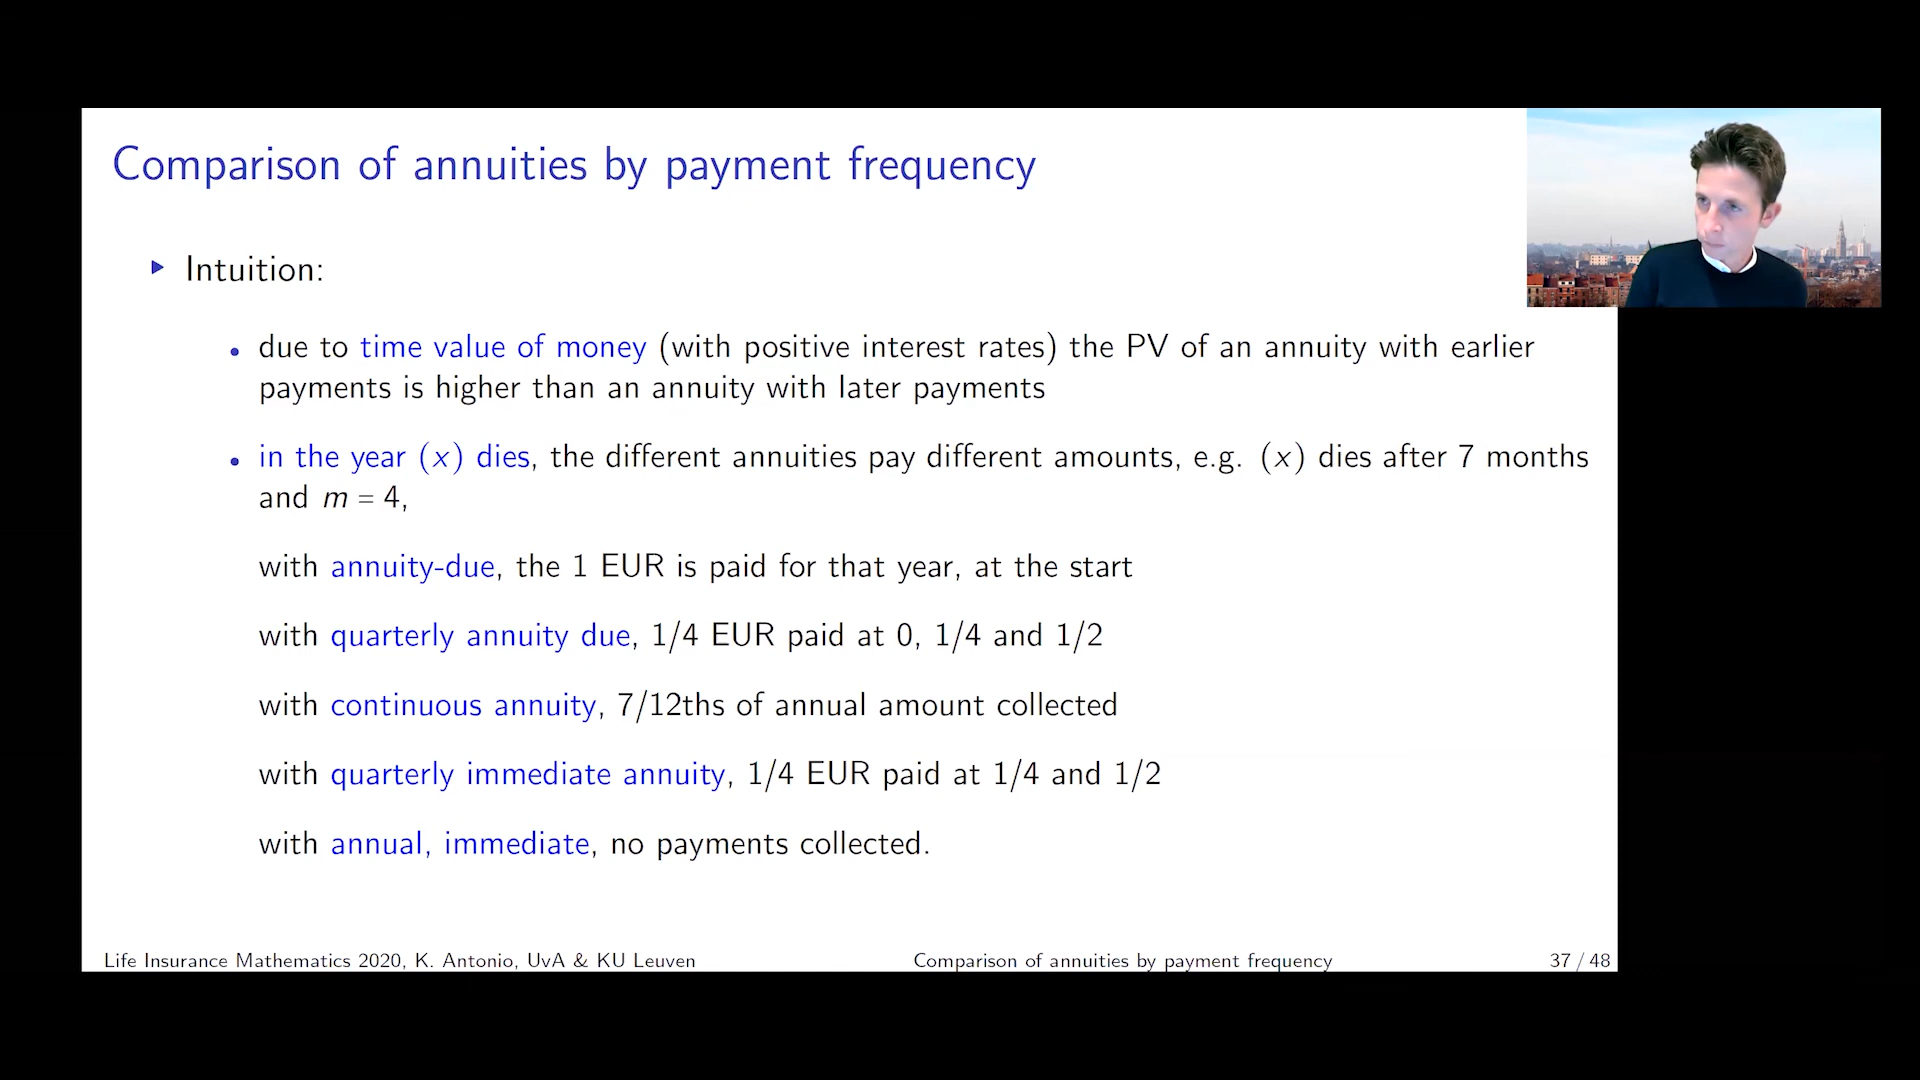 Comparison of annuities by payment frequency
▶ Intuition:
• due to time value of money (with positive interest rates) the PV of an annuity with earlier
payments is higher than an annuity with later payments
• in the year (x) dies, the different annuities pay different amounts, e.g. (x) dies after 7 months
and m = 4,
with annuity-due, the 1 EUR is paid for that year, at the start
with quarterly annuity due, 1/4 EUR paid at 0, 1/4 and 1/2
with continuous annuity, 7/12ths of annual amount collected
with quarterly immediate annuity, 1/4 EUR paid at 1/4 and 1/2
with annual, immediate, no payments collected.
Life Insurance Mathematics 2020, K. Antonio, UvA & KU Leuven
Comparison of annuities by payment frequency
37 / 48